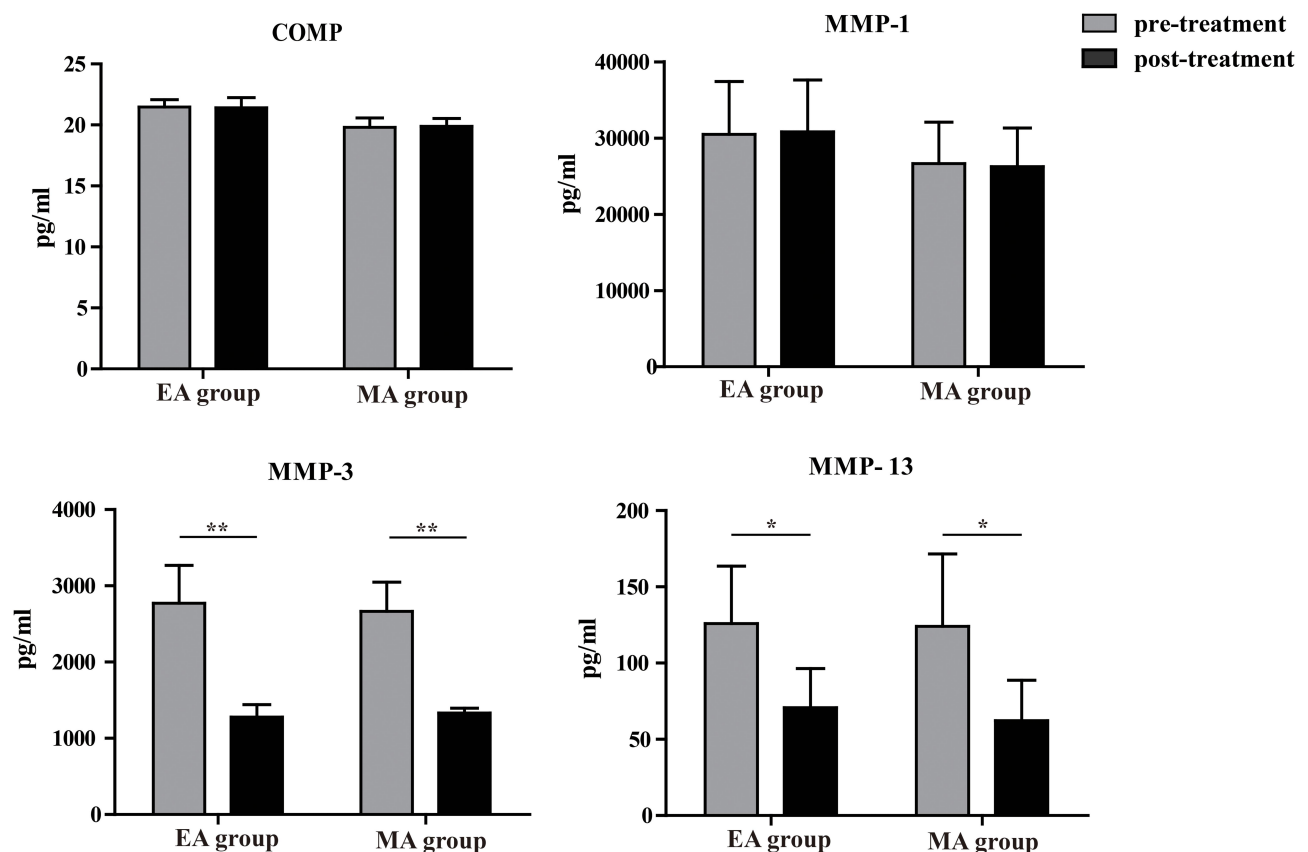 COMP
25
20
15
10
5
0
pg/ml
EA group
MA group
MMP-1
40000
30000
20000
10000
0
pg/ml
EA group
MA group
pre-treatment
post-treatment
MMP-3
4000
3000
2000
1000
0
pg/ml
**
**
EA group
MA group
MMP- 13
200
150
100
50
0
pg/ml
*
*
EA group
MA group